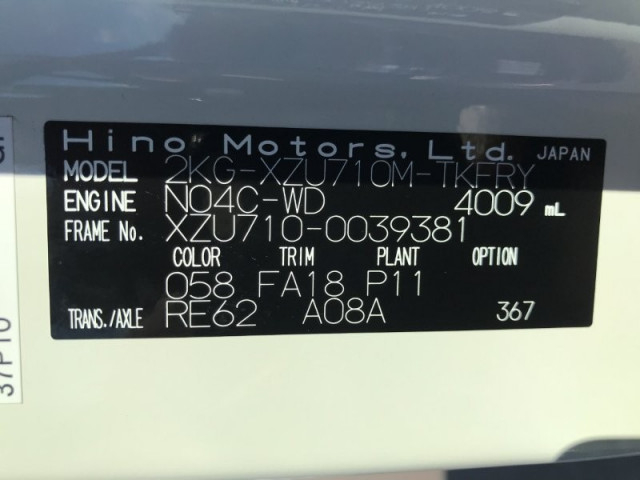 Hino Motors, Ltd. JAPAN
MODEL 2KG-XZU710M-TKFRY
ENGINE N04C-WD 4009 mL
FRAME No. XZU710-0039381
COLOR TRIM PLANT OPTION
058 FA18 P11
TRANS./AXLE RE62 A08A 367